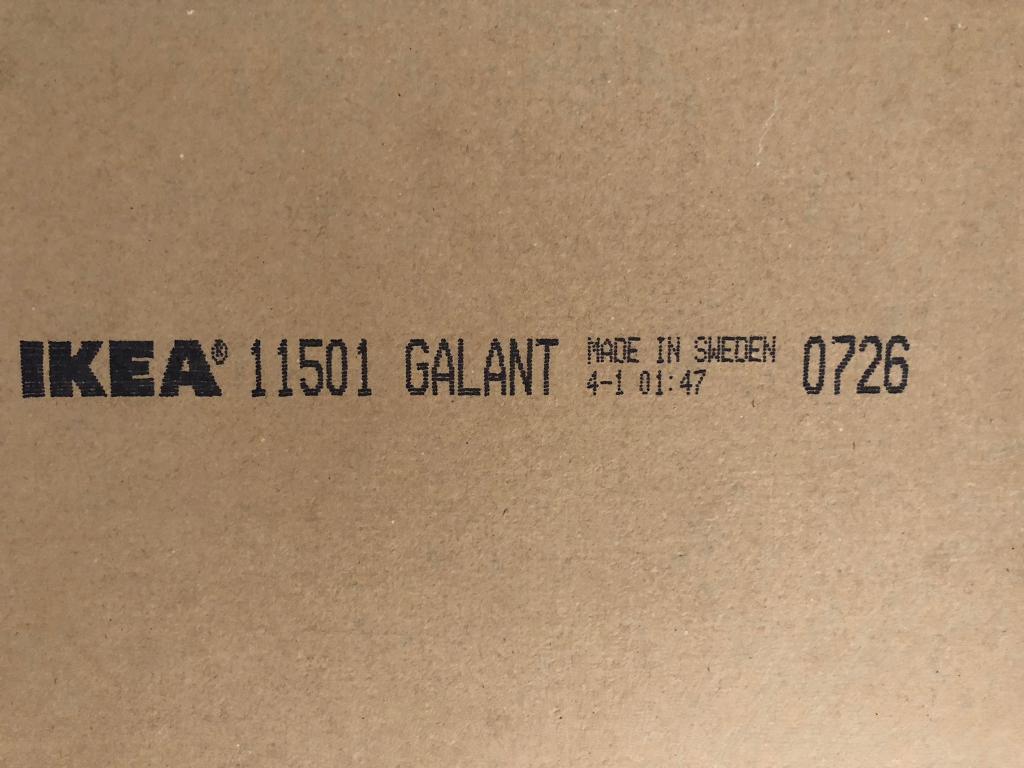 IKEA® 11501 GALANT MADE IN SWEDEN 0726
4-1 01:47